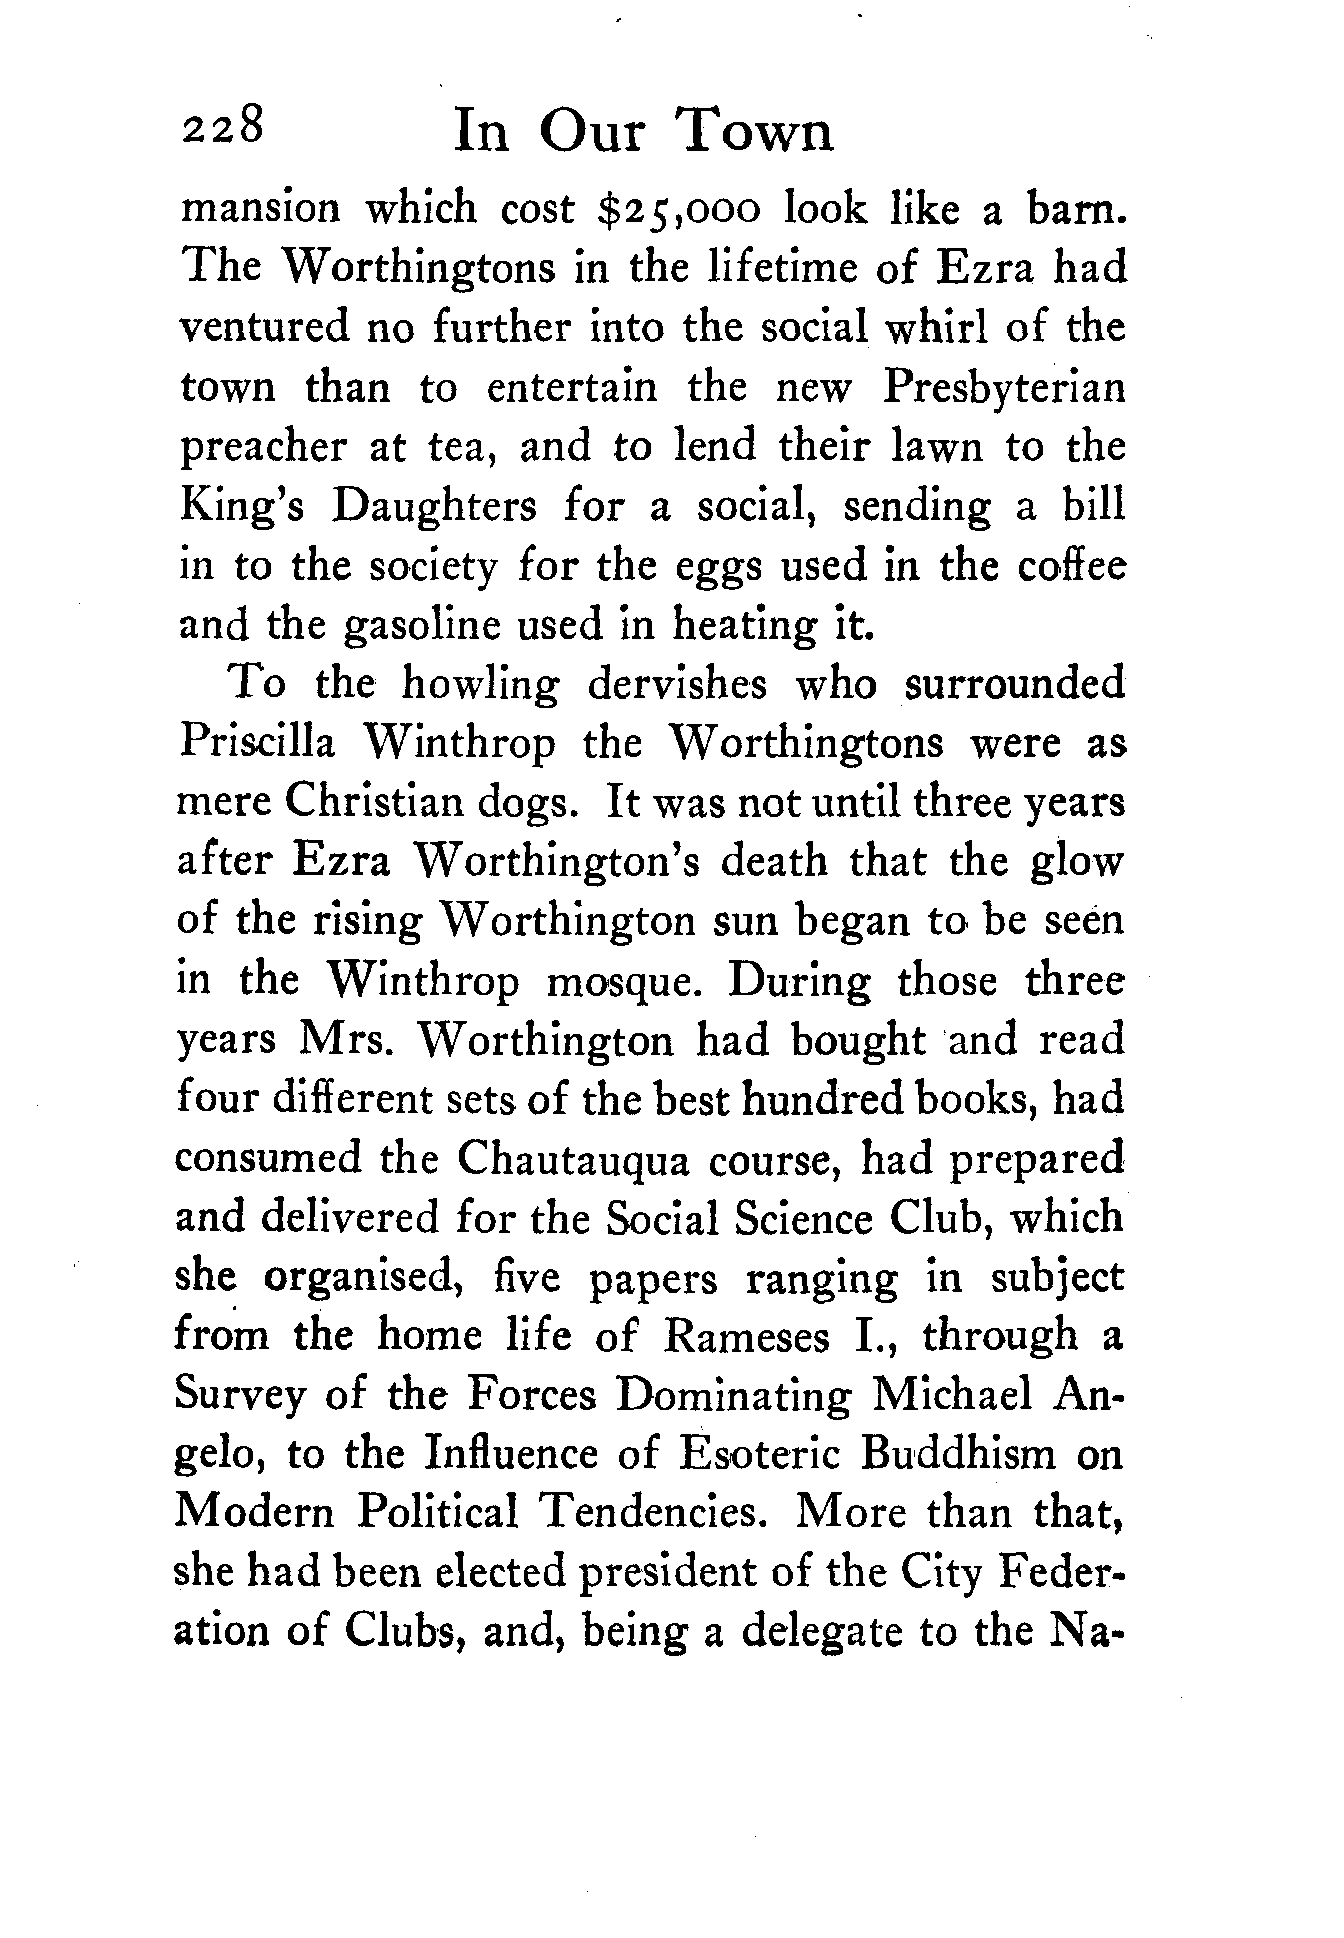 228 In Our Town
mansion which cost $25,000 look like a barn.
The Worthingtons in the lifetime of Ezra had
ventured no further into the social whirl of the
town than to entertain the new Presbyterian
preacher at tea, and to lend their lawn to the
King's Daughters for a social, sending a bill
in to the society for the eggs used in the coffee
and the gasoline used in heating it.
To the howling dervishes who surrounded
Priscilla Winthrop the Worthingtons were as
mere Christian dogs. It was not until three years
after Ezra Worthington's death that the glow
of the rising Worthington sun began to be seen
in the Winthrop mosque. During those three
years Mrs. Worthington had bought and read
four different sets of the best hundred books, had
consumed the Chautauqua course, had prepared
and delivered for the Social Science Club, which
she organised, five papers ranging in subject
from the home life of Rameses I., through a
Survey of the Forces Dominating Michael An-
gelo, to the Influence of Esoteric Buddhism on
Modern Political Tendencies. More than that,
she had been elected president of the City Feder-
ation of Clubs, and, being a delegate to the Na-